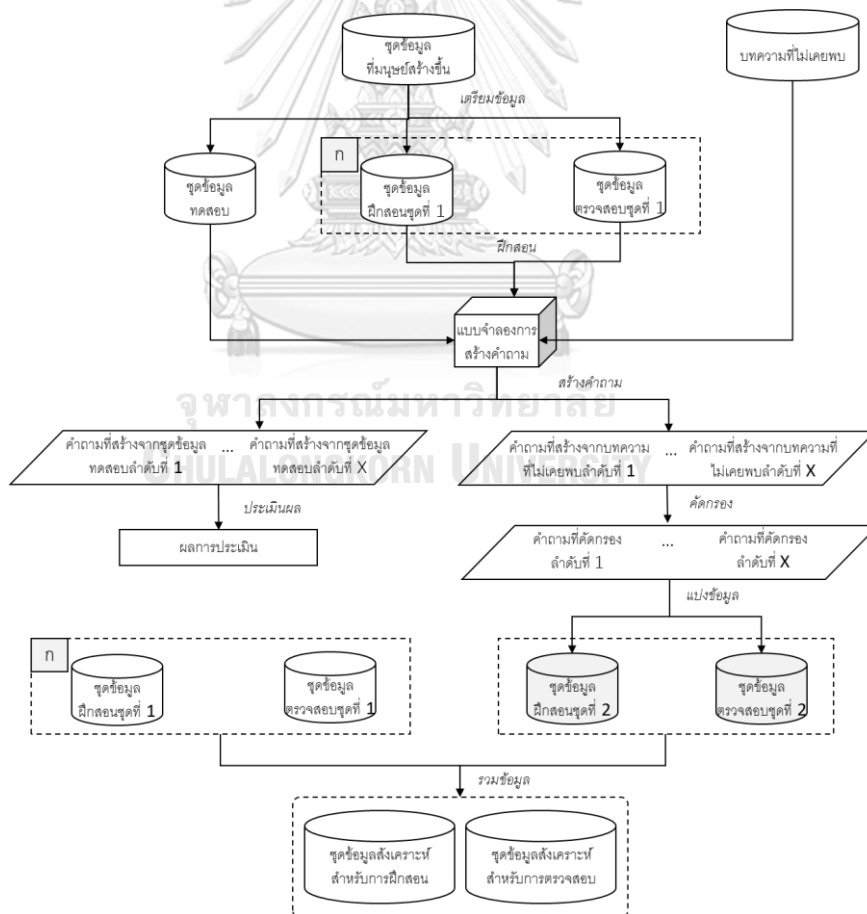 ชุดข้อมูล
ที่มนุษย์สร้างขึ้น
บทความที่ไม่เคยพบ
เตรียมข้อมูล
ก
ชุดข้อมูล
ทดสอบ
ชุดข้อมูล
ฝึกสอนชุดที่ 1
ชุดข้อมูล
ตรวจสอบชุดที่ 1
ฝึกสอน
แบบจำลองการ
สร้างคำถาม
สร้างคำถาม
จุฬาลงกรณ์มหาวิทยาลัย
CHULALONGKORN UNIVERSITY
คำถามที่สร้างจากชุดข้อมูล
ทดสอบลำดับที่ 1
...
คำถามที่สร้างจากชุดข้อมูล
ทดสอบลำดับที่ X
คำถามที่สร้างจากบทความ
ที่ไม่เคยพบลำดับที่ 1
...
คำถามที่สร้างจากบทความที่
ไม่เคยพบลำดับที่ X
ประเมินผล
คัดกรอง
ผลการประเมิน
คำถามที่คัดกรอง
ลำดับที่ 1
...
คำถามที่คัดกรอง
ลำดับที่ X
แบ่งข้อมูล
ก
ชุดข้อมูล
ฝึกสอนชุดที่ 1
ชุดข้อมูล
ตรวจสอบชุดที่ 1
ชุดข้อมูล
ฝึกสอนชุดที่ 2
ชุดข้อมูล
ตรวจสอบชุดที่ 2
รวมข้อมูล
ชุดข้อมูลสังเคราะห์
สำหรับการฝึกสอน
ชุดข้อมูลสังเคราะห์
สำหรับการตรวจสอบ